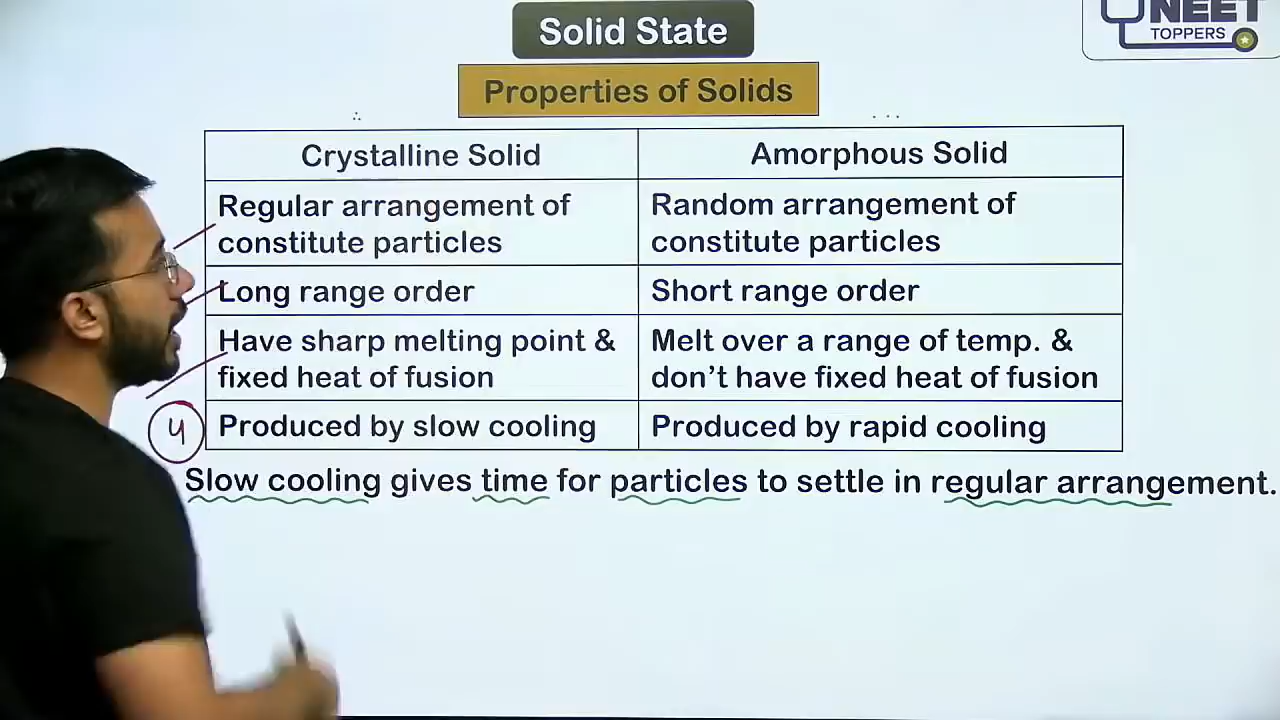 Solid State
NEET
TOPPERS
Properties of Solids
Crystalline Solid
Amorphous Solid
Regular arrangement of
constitute particles
Random arrangement of
constitute particles
Long range order
Short range order
Have sharp melting point &
fixed heat of fusion
Melt over a range of temp. &
don't have fixed heat of fusion
4
Produced by slow cooling
Produced by rapid cooling
Slow cooling gives time for particles to settle in regular arrangement.